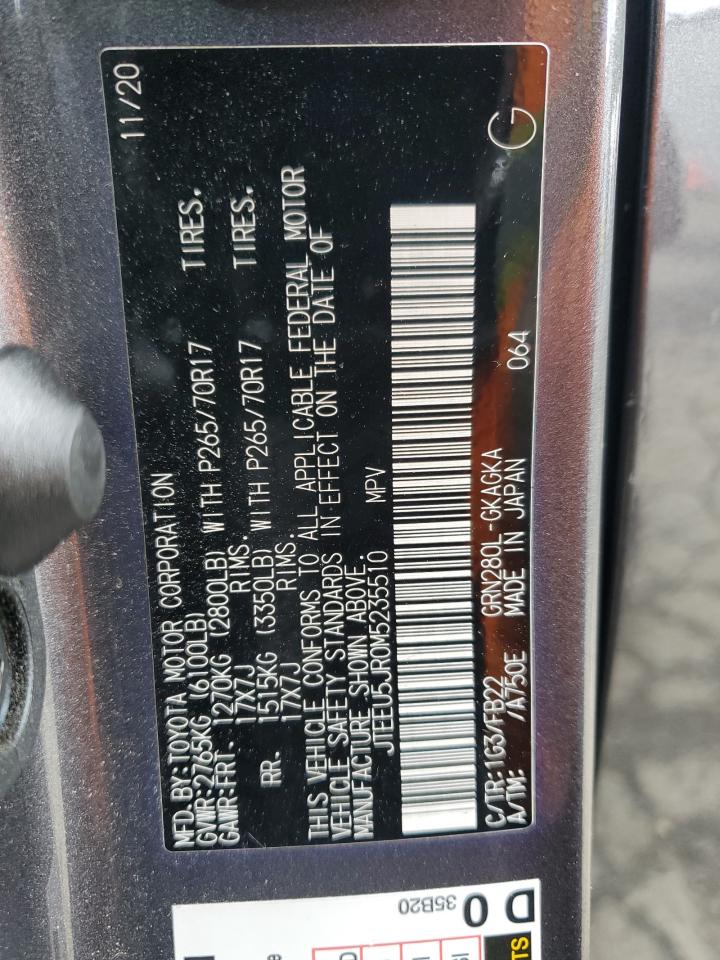 MFD. BY: TOYOTA MOTOR CORPORATION 11/20
GVWR: 2765KG (6100LB)
GAWR: FRT. 1270KG (2800LB) WITH P265/70R17 TIRES.
17X7J RIMS.
RR. 1515KG (3350LB) WITH P265/70R17 TIRES.
17X7J RIMS.
THIS VEHICLE CONFORMS TO ALL APPLICABLE FEDERAL MOTOR
VEHICLE SAFETY STANDARDS IN EFFECT ON THE DATE OF
MANUFACTURE SHOWN ABOVE.
JTEEU5JR0M5235510 MPV
C/TR: 1G3/FB22 GRN280L-GKAGKA 064 G
A/TM: /A750E MADE IN JAPAN
35B20
D 0
TS